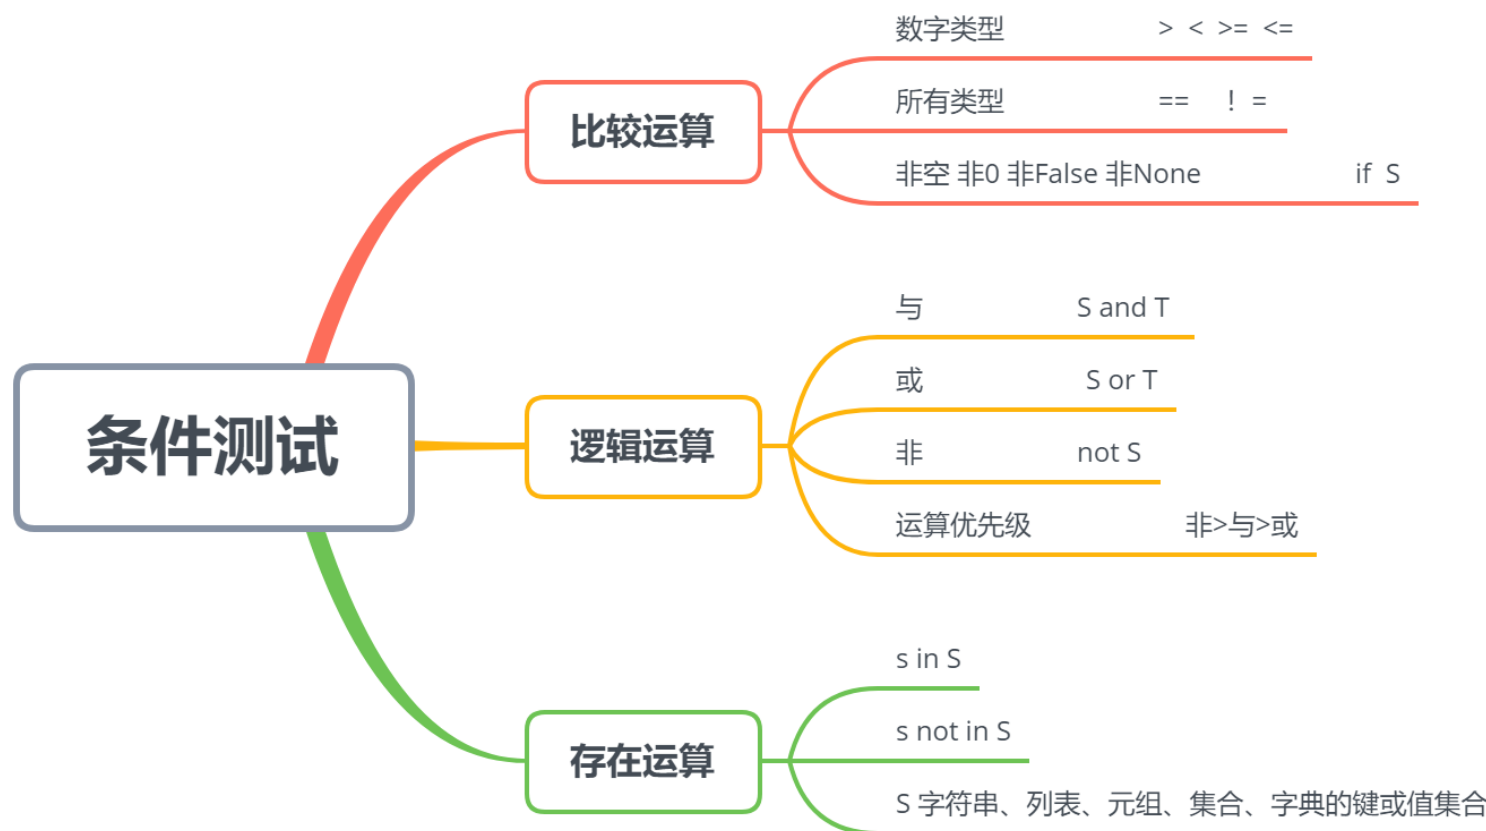 条件测试
比较运算
数字类型 > < >= <=
所有类型 == ! =
非空 非0 非False 非None if S
逻辑运算
与 S and T
或 S or T
非 not S
运算优先级 非>与>或
存在运算
s in S
s not in S
S 字符串、列表、元组、集合、字典的键或值集合